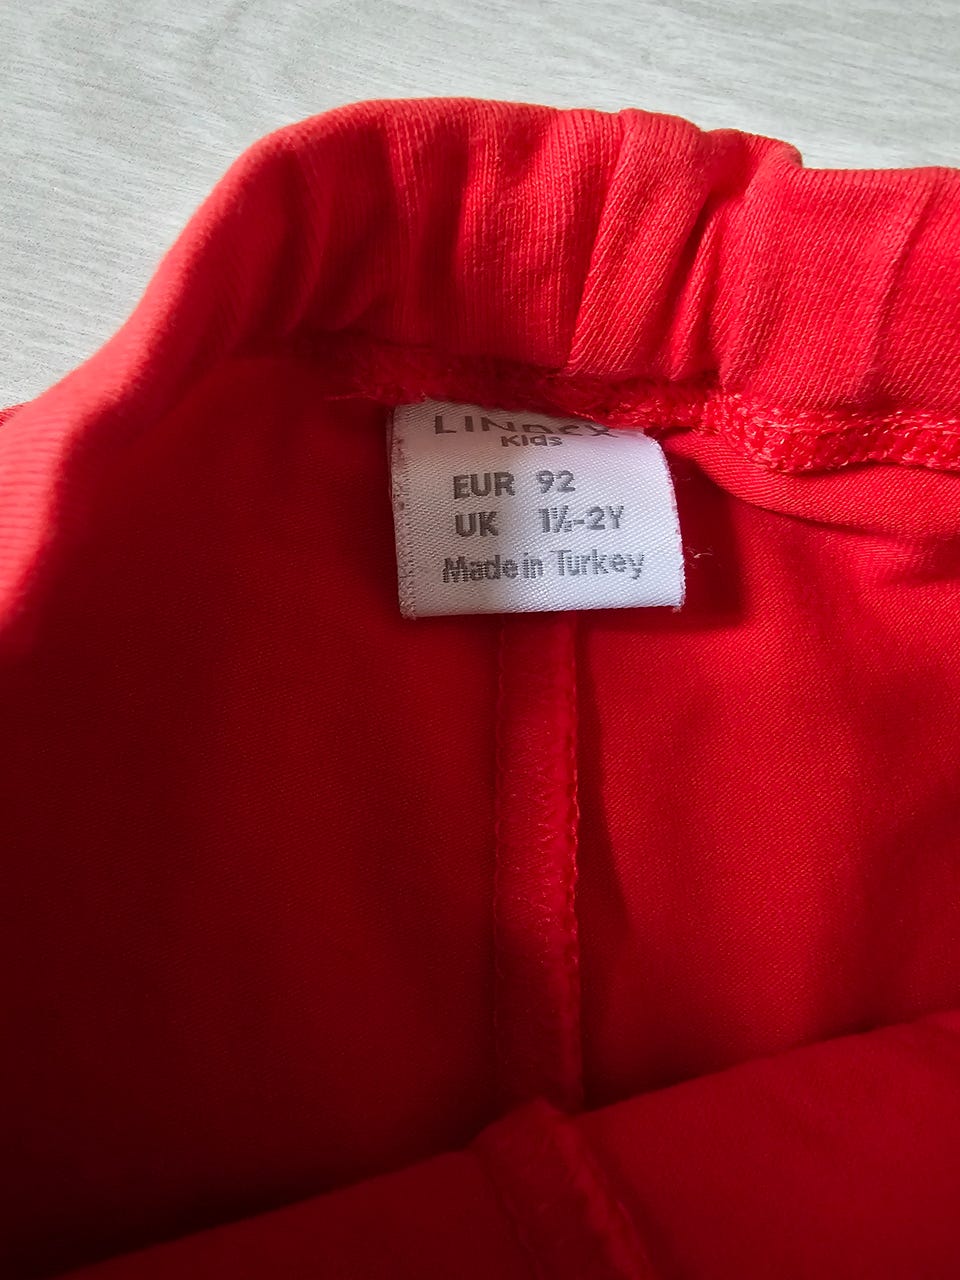 LINDEX
Kids
EUR 92
UK 1½-2Y
Made in Turkey